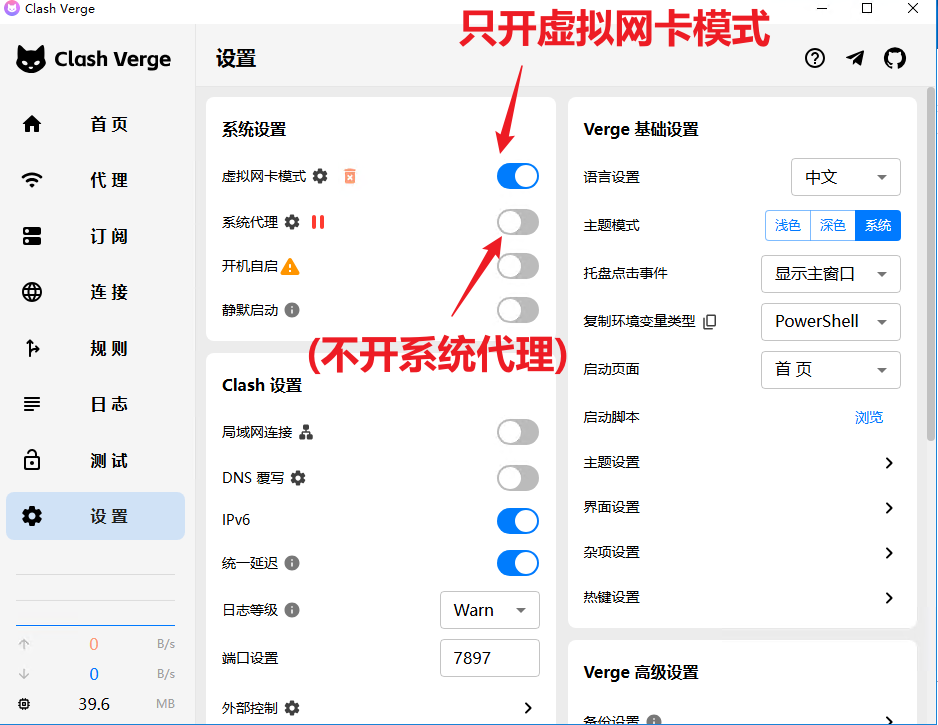 Clash Verge
只开虚拟网卡模式
Clash Verge
设置
首 页
代 理
订 阅
连 接
规 则
日 志
测 试
设 置
0 B/s
0 B/s
39.6 MB
系统设置
虚拟网卡模式
系统代理
开机自启
静默启动
(不开系统代理)
Clash 设置
局域网连接
DNS 覆写
IPv6
统一延迟
日志等级 Warn
端口设置 7897
外部控制
Verge 基础设置
语言设置 中文
主题模式 浅色 深色 系统
托盘点击事件 显示主窗口
复制环境变量类型 PowerShell
启动页面 首 页
启动脚本 浏览
主题设置
界面设置
杂项设置
热键设置
Verge 高级设置
备份设置